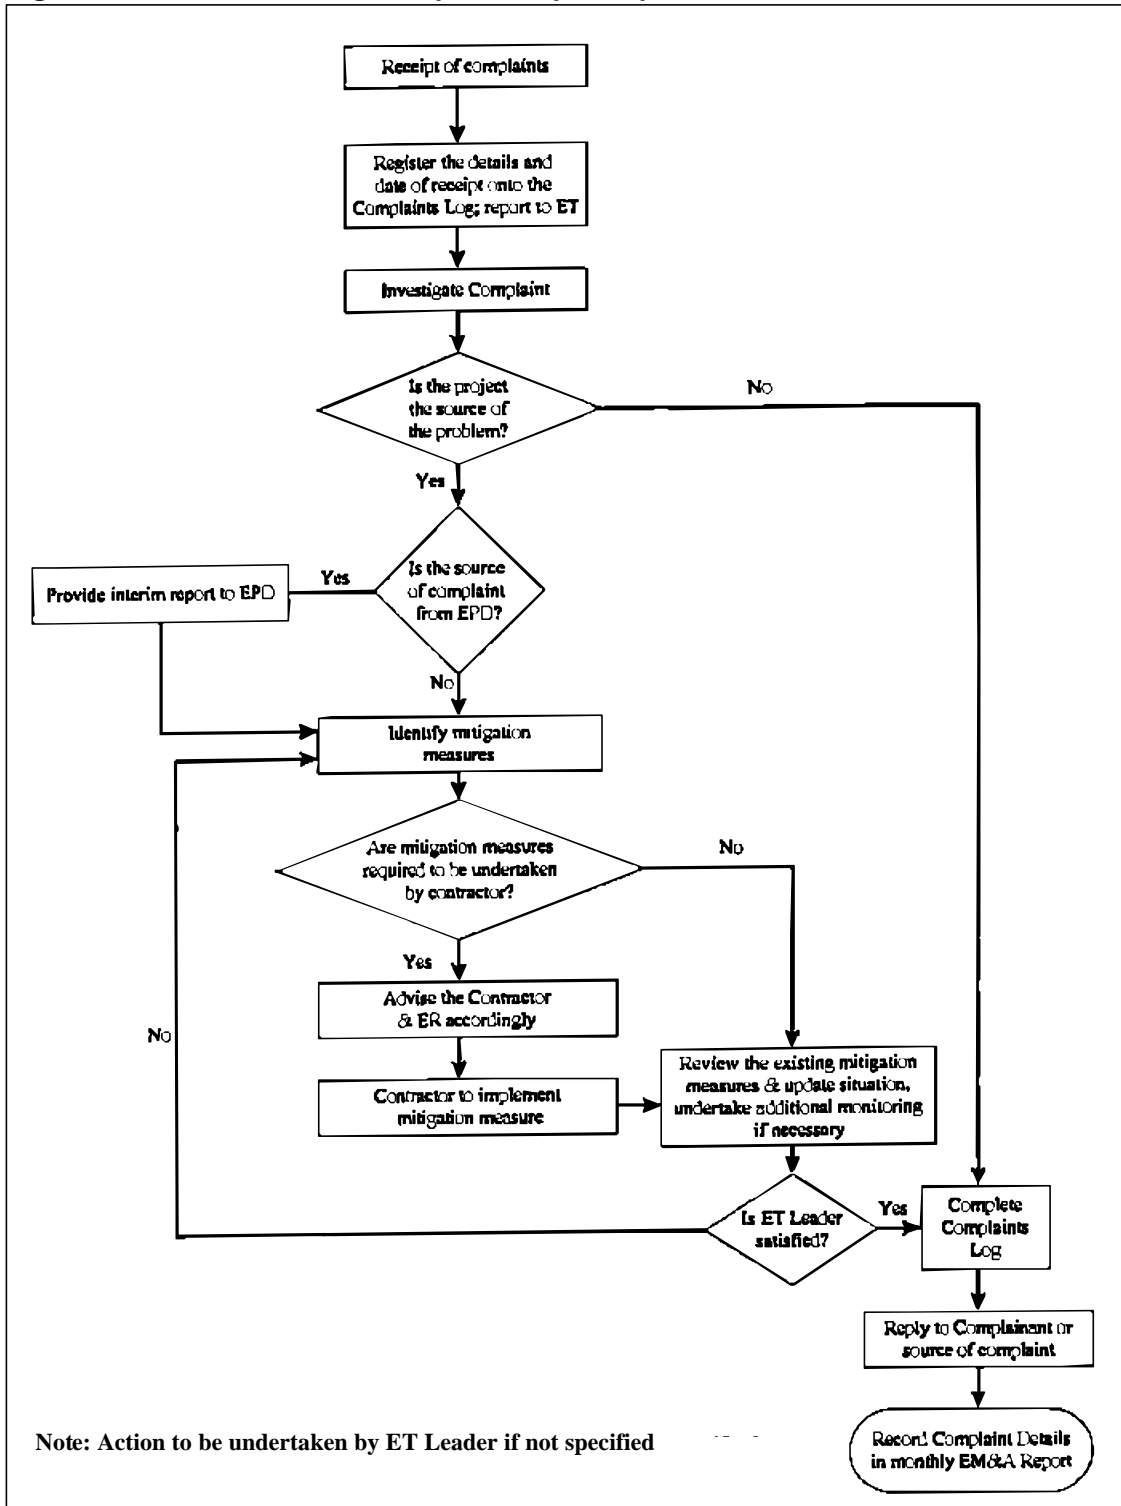 Receipt of complaints
Register the details and
date of receipt onto the
Complaints Log; report to ET
Investigate Complaint
Is the project
the source of
the problem?
No
Yes
Is the source
of complaint
from EPD?
Yes
Provide interim report to EPD
No
Identify mitigation
measures
Are mitigation measures
required to be undertaken
by contractor?
No
Yes
Advise the Contractor
& ER accordingly
No
Contractor to implement
mitigation measure
Review the existing mitigation
measures & update situation,
undertake additional monitoring
if necessary
Is ET Leader
satisfied?
Yes
Complete
Complaints
Log
Reply to Complainant or
source of complaint
Record Complaint Details
in monthly EM&A Report
Note: Action to be undertaken by ET Leader if not specified